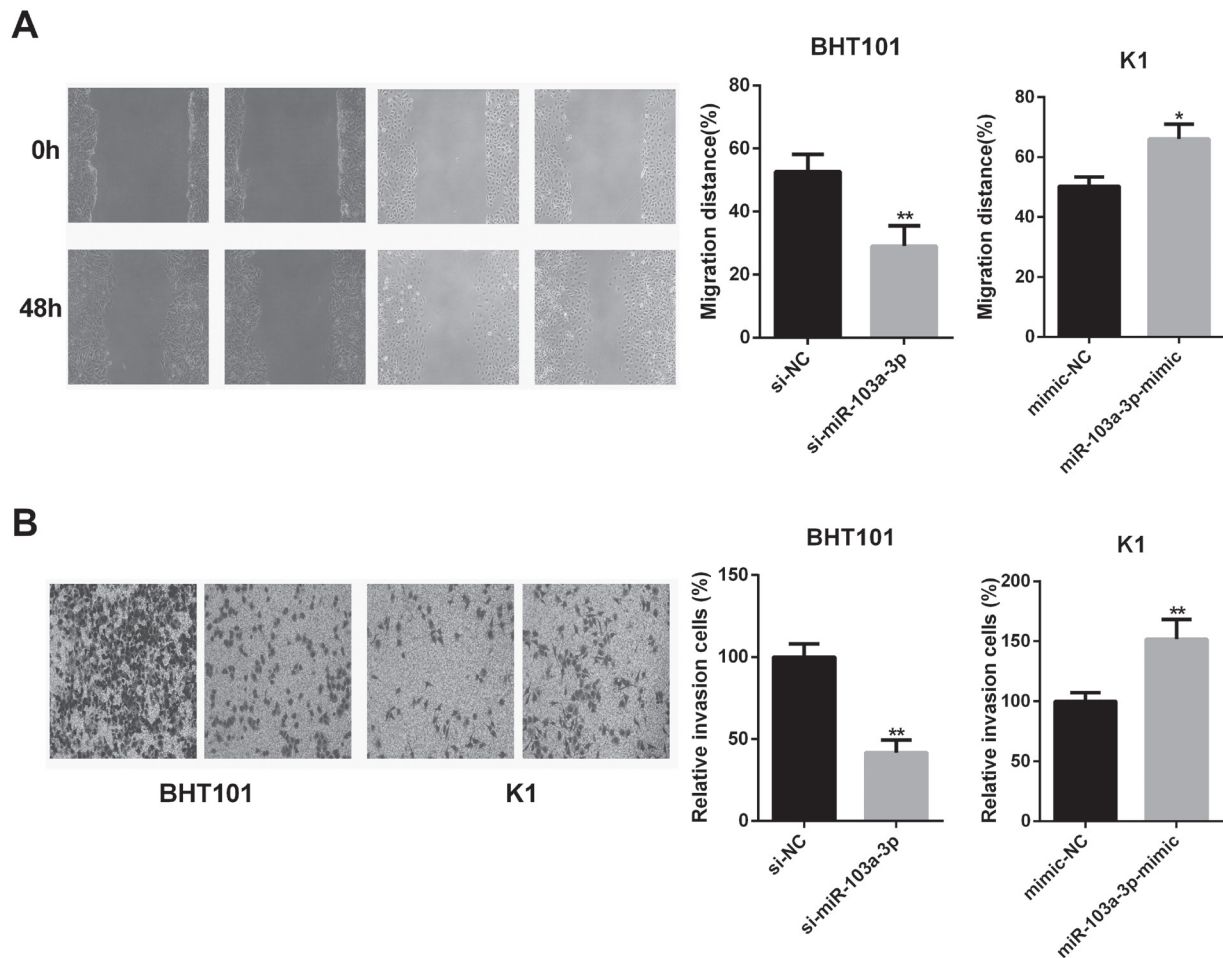 A
0h
48h
BHT101
Migration distance(%)
80
60
40
20
0
**
si-NC
si-miR-103a-3p
K1
Migration distance(%)
80
60
40
20
0
*
mimic-NC
miR-103a-3p-mimic
B
BHT101
K1
BHT101
Relative invasion cells (%)
150
100
50
0
**
si-NC
si-miR-103a-3p
K1
Relative invasion cells (%)
200
150
100
50
0
**
mimic-NC
miR-103a-3p-mimic